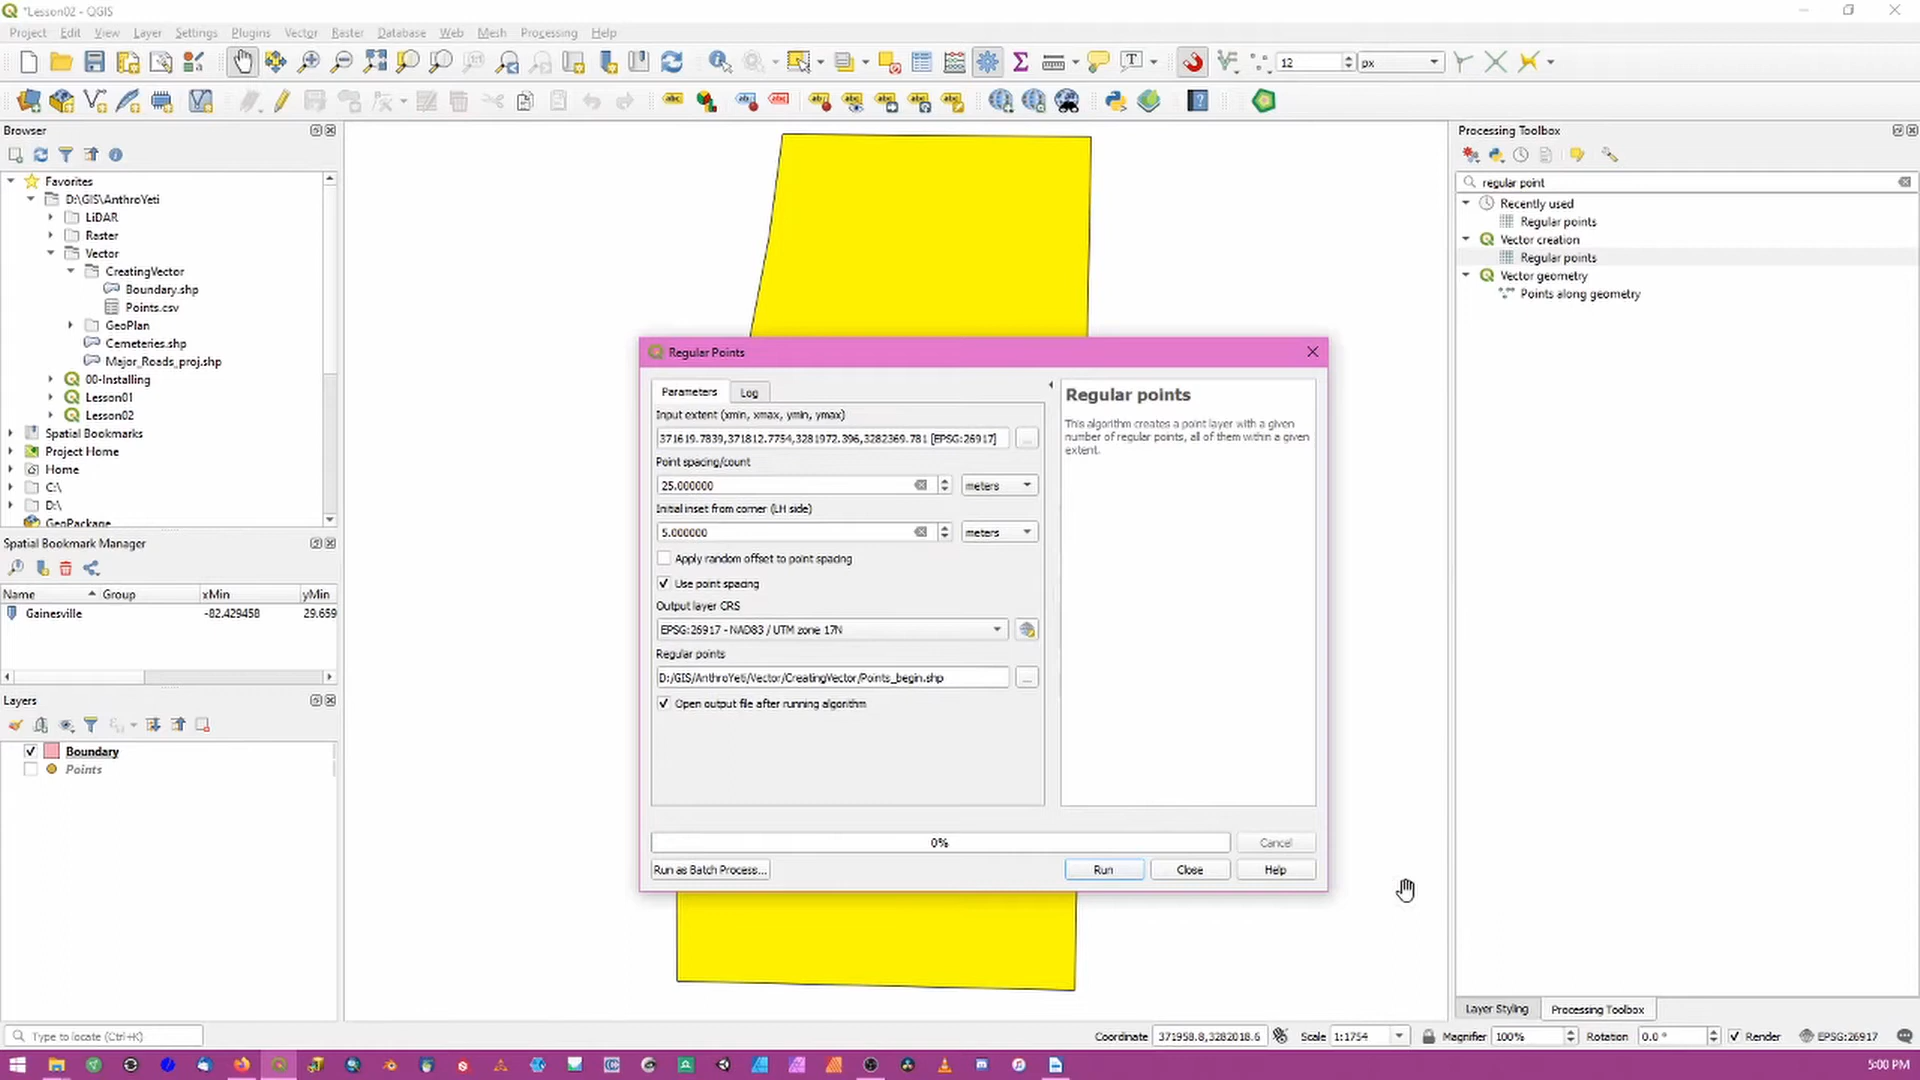 *Lesson02 - QGIS
Project Edit View Layer Settings Plugins Vector Raster Database Web Mesh Processing Help
12 px
Browser
Favorites
D:\GIS\AnthroYeti
LiDAR
Raster
Vector
CreatingVector
Boundary.shp
Points.csv
GeoPlan
Cemeteries.shp
Major_Roads_proj.shp
00-Installing
Lesson01
Lesson02
Spatial Bookmarks
Project Home
Home
C:\
D:\
GeoPackage
Spatial Bookmark Manager
Name Group xMin yMin
Gainesville -82.429458 29.659
Layers
Boundary
Points
Type to locate (Ctrl+K)
Regular Points
Parameters Log
Input extent (xmin, xmax, ymin, ymax)
371619.7839,371812.7754,3281972.396,3282369.781 [EPSG:26917]
...
Point spacing/count
25.000000 meters
Initial inset from corner (LH side)
5.000000 meters
Apply random offset to point spacing
Use point spacing
Output layer CRS
EPSG:26917 - NAD83 / UTM zone 17N
Regular points
D:/GIS/AnthroYeti/Vector/CreatingVector/Points_begin.shp
...
Open output file after running algorithm
Regular points
This algorithm creates a point layer with a given
number of regular points, all of them within a given
extent.
0%
Cancel
Run as Batch Process...
Run Close Help
Processing Toolbox
regular point
Recently used
Regular points
Vector creation
Regular points
Vector geometry
Points along geometry
Layer Styling Processing Toolbox
Coordinate 371958.8,3282018.6 Scale 1:1754 Magnifier 100% Rotation 0.0 ° Render EPSG:26917
5:00 PM